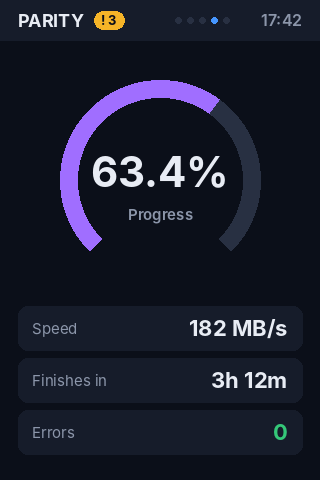 PARITY ! 3 17:42
63.4%
Progress
Speed 182 MB/s
Finishes in 3h 12m
Errors 0